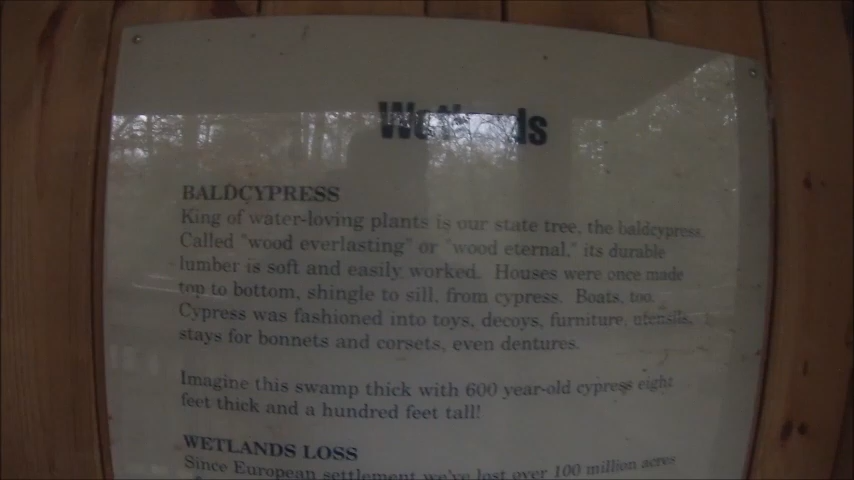 Wetlands
BALDCYPRESS
King of water-loving plants is our state tree, the baldcypress.
Called "wood everlasting" or "wood eternal," its durable
lumber is soft and easily worked. Houses were once made
top to bottom, shingle to sill, from cypress. Boats, too.
Cypress was fashioned into toys, decoys, furniture, utensils,
stays for bonnets and corsets, even dentures.
Imagine this swamp thick with 600 year-old cypress eight
feet thick and a hundred feet tall!
WETLANDS LOSS
Since European settlement we've lost over 100 million acres